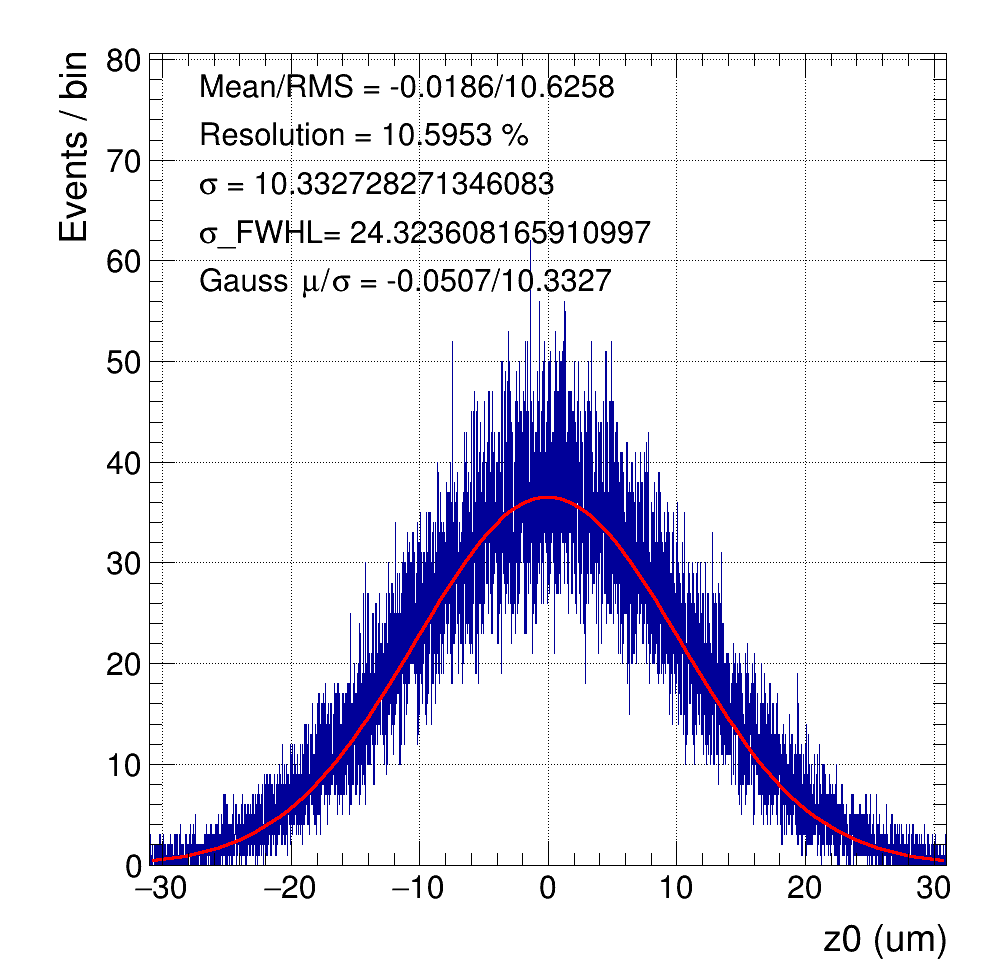 Events / bin
80
70
60
50
40
30
20
10
0
Mean/RMS = -0.0186/10.6258
Resolution = 10.5953 %
σ = 10.332728271346083
σ_FWHL= 24.323608165910997
Gauss μ/σ = -0.0507/10.3327
−30 −20 −10 0 10 20 30
z0 (um)